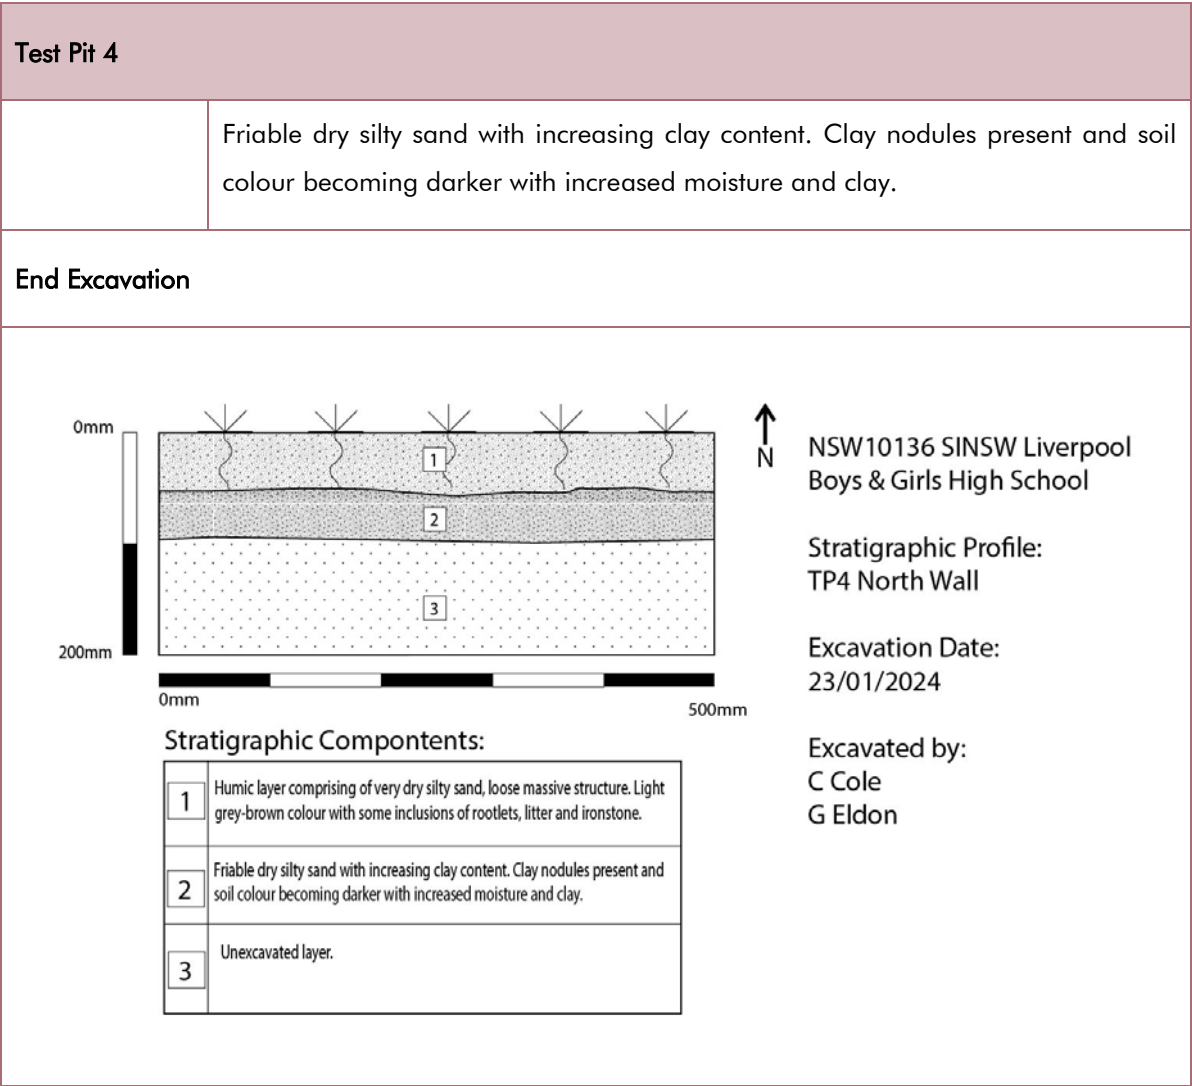 Test Pit 4
Friable dry silty sand with increasing clay content. Clay nodules present and soil
colour becoming darker with increased moisture and clay.
End Excavation
0mm
200mm
1
2
3
0mm
500mm
N
NSW10136 SINSW Liverpool
Boys & Girls High School
Stratigraphic Profile:
TP4 North Wall
Excavation Date:
23/01/2024
Excavated by:
C Cole
G Eldon
Stratigraphic Compontents:
1
Humic layer comprising of very dry silty sand, loose massive structure. Light
grey-brown colour with some inclusions of rootlets, litter and ironstone.
2
Friable dry silty sand with increasing clay content. Clay nodules present and
soil colour becoming darker with increased moisture and clay.
3
Unexcavated layer.